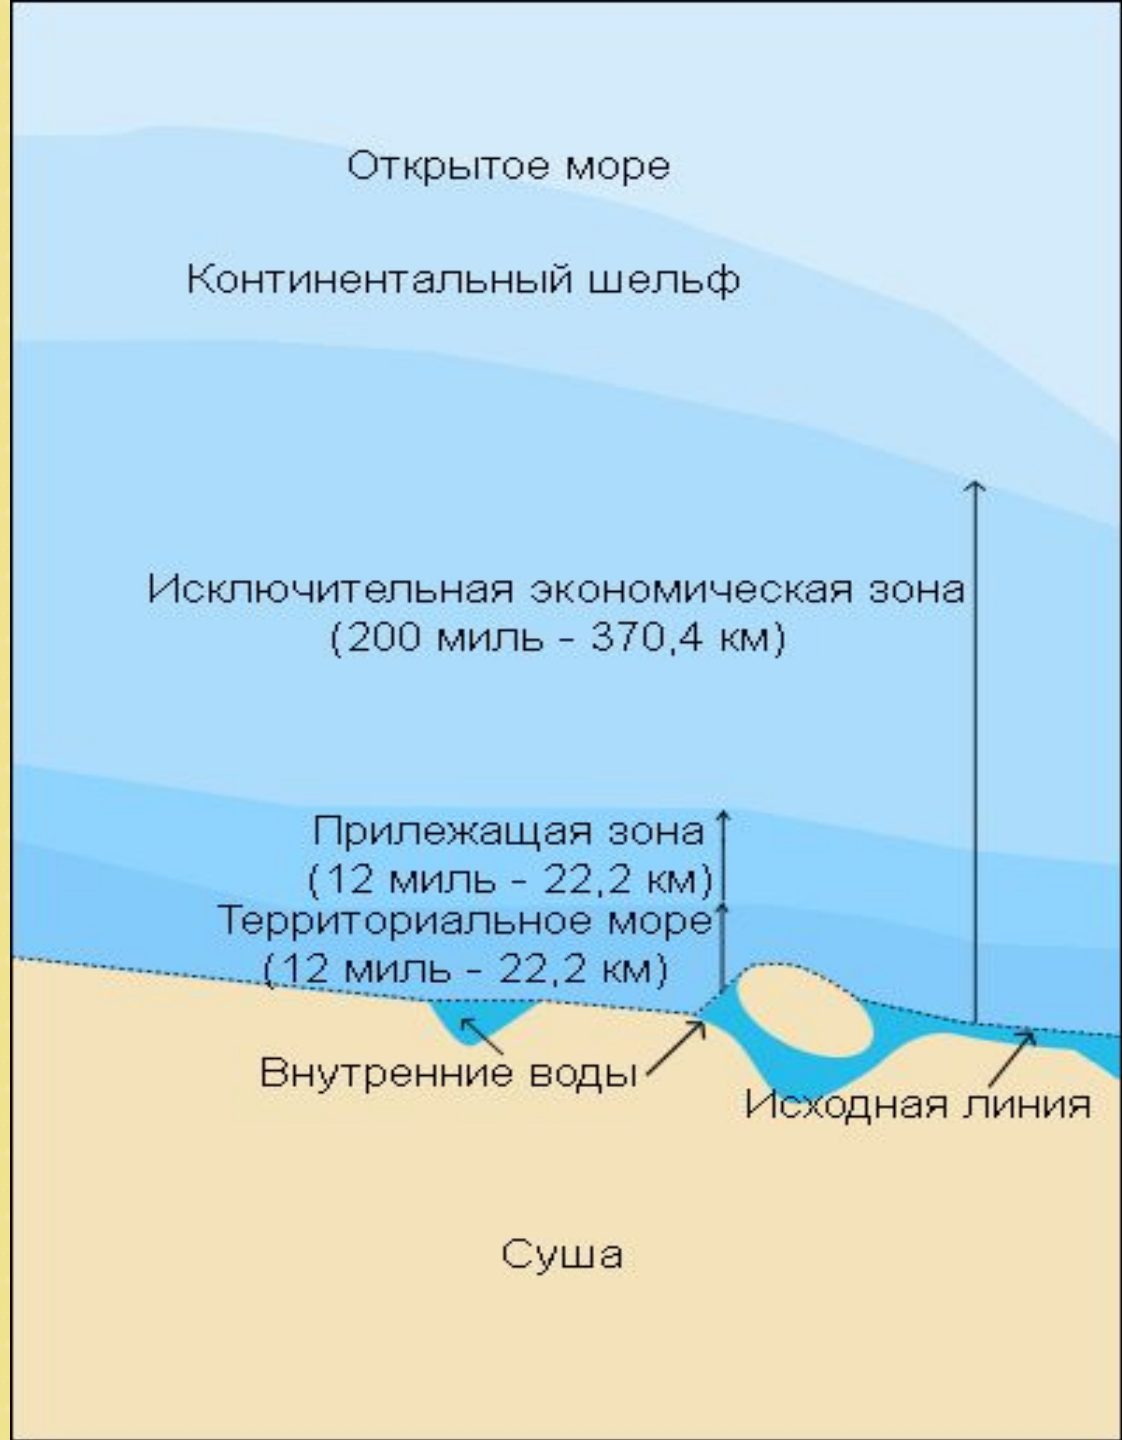 Открытое море
Континентальный шельф
Исключительная экономическая зона
(200 миль - 370,4 км)
Прилежащая зона
(12 миль - 22,2 км)
Территориальное море
(12 миль - 22,2 км)
Внутренние воды
Исходная линия
Суша